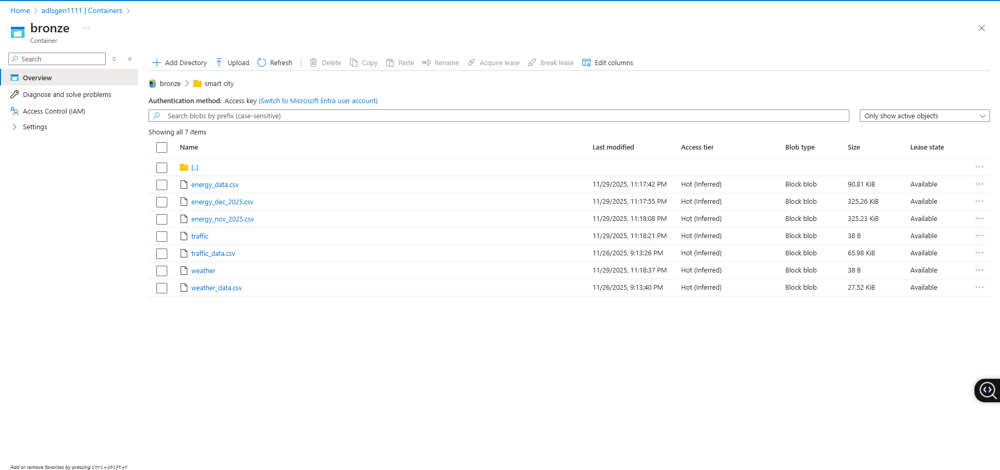 Home > adlsgen1111 | Containers >
bronze ...
Container
Search
Overview
Diagnose and solve problems
Access Control (IAM)
Settings
Add Directory Upload Refresh Delete Copy Paste Rename Acquire lease Break lease Edit columns
bronze > smart city
Authentication method: Access key (Switch to Microsoft Entra user account)
Search blobs by prefix (case-sensitive) Only show active objects
Showing all 7 items
Name Last modified Access tier Blob type Size Lease state
[..] ...
energy_data.csv 11/29/2025, 11:17:42 PM Hot (Inferred) Block blob 90.81 KiB Available ...
energy_dec_2025.csv 11/29/2025, 11:17:55 PM Hot (Inferred) Block blob 325.26 KiB Available ...
energy_nov_2025.csv 11/29/2025, 11:18:08 PM Hot (Inferred) Block blob 325.23 KiB Available ...
traffic 11/29/2025, 11:18:21 PM Hot (Inferred) Block blob 38 B Available ...
traffic_data.csv 11/26/2025, 9:13:26 PM Hot (Inferred) Block blob 65.98 KiB Available ...
weather 11/29/2025, 11:18:37 PM Hot (Inferred) Block blob 38 B Available ...
weather_data.csv 11/26/2025, 9:13:40 PM Hot (Inferred) Block blob 27.52 KiB Available ...
Add or remove favorites by pressing Ctrl+Shift+F